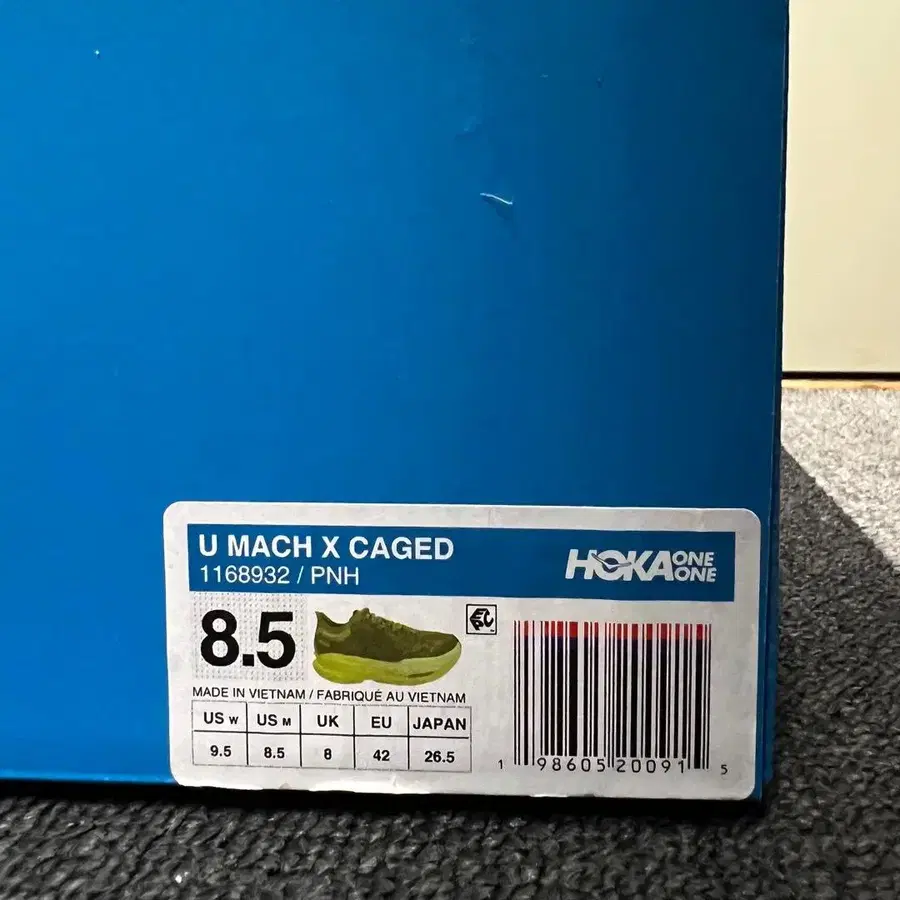 U MACH X CAGED
1168932 / PNH
HOKA ONE ONE
8.5
MADE IN VIETNAM / FABRIQUÉ AU VIETNAM
US W US M UK EU JAPAN
9.5 8.5 8 42 26.5
1 98605 20091 5